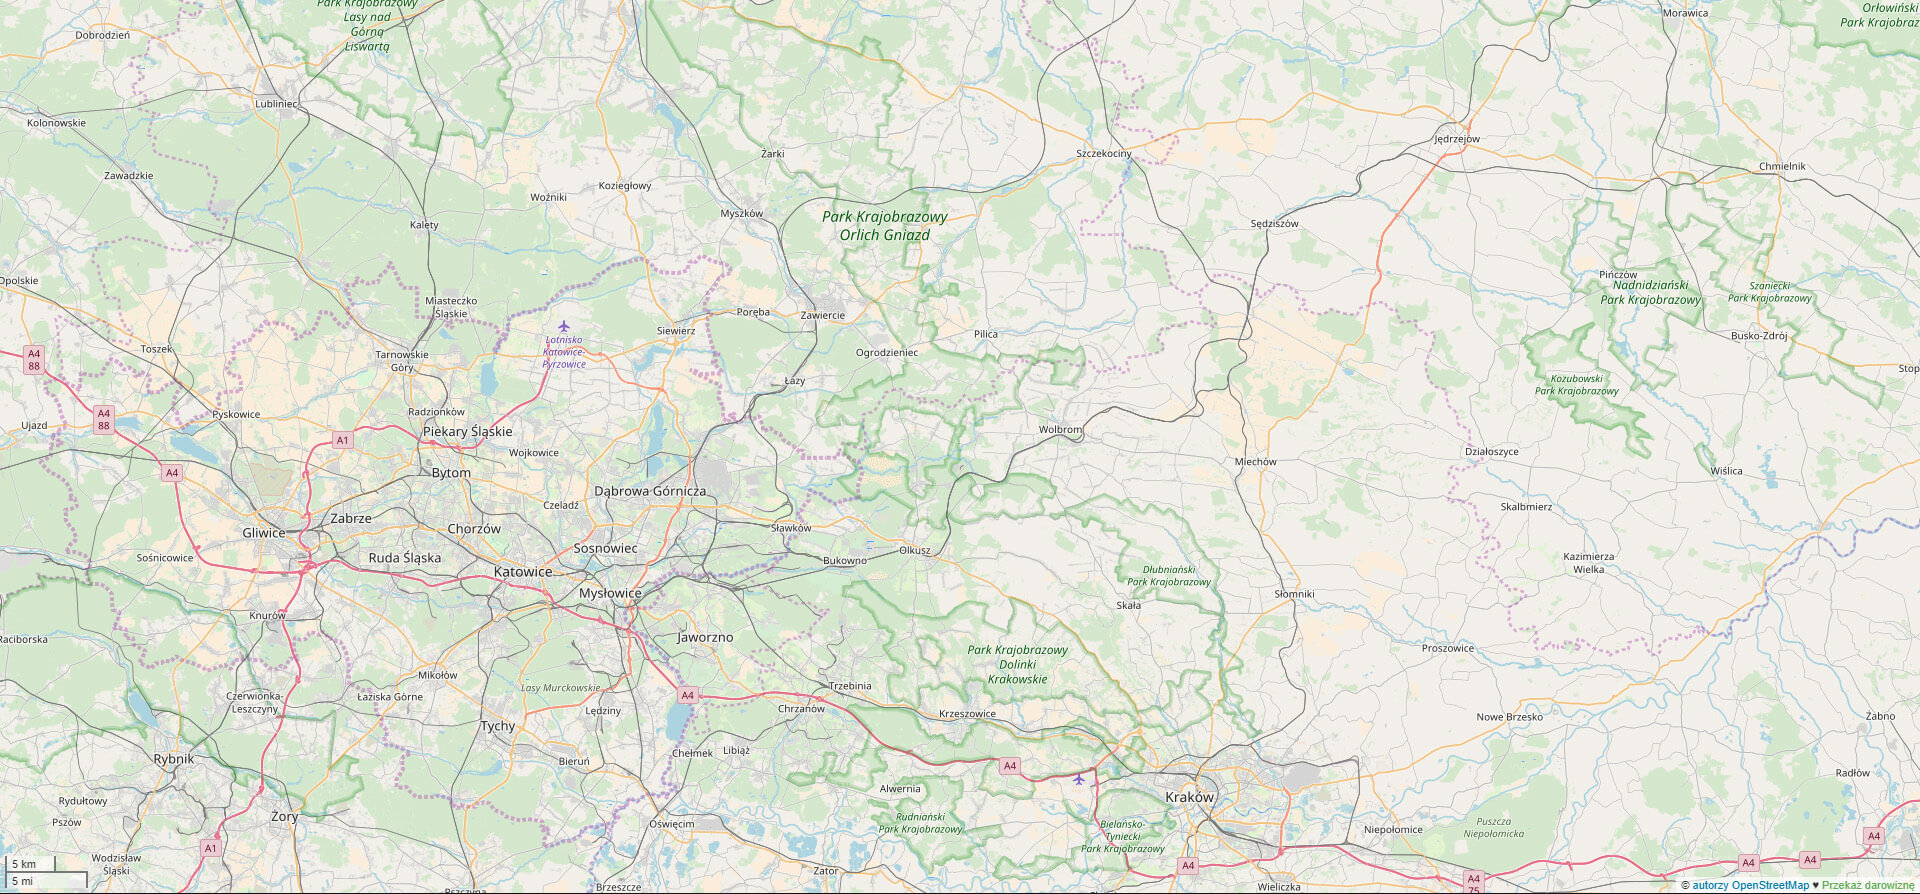 Park Krajobrazowy
Lasy nad
Górną
Liswartą
Morawica
Orłowiński
Park Krajobraz
Dobrodzień
Lubliniec
Kolonowskie
Jędrzejów
Żarki
Szczekociny
Chmielnik
Zawadzkie
Koziegłowy
Woźniki
Myszków
Park Krajobrazowy
Orlich Gniazd
Kalety
Sędziszów
Opolskie
Pińczów
Nadnidziański
Park Krajobrazowy
Szaniecki
Park Krajobrazowy
Miasteczko
Śląskie
Poręba
Zawiercie
Siewierz
Pilica
Busko-Zdrój
Lotnisko
Katowice-
Pyrzowice
Toszek
Tarnowskie
Góry
Ogrodzieniec
A4
88
Stop
Łazy
Kozubowski
Park Krajobrazowy
Pyskowice
Radzionków
A4
88
Ujazd
Piekary Śląskie
A1
Wolbrom
Wojkowice
Działoszyce
Miechów
A4
Bytom
Wiślica
Dąbrowa Górnicza
Czeladź
Skalbmierz
Zabrze
Chorzów
Sławków
Gliwice
Sosnowiec
Olkusz
Sośnicowice
Ruda Śląska
Bukowno
Kazimierza
Wielka
Katowice
Dłubniański
Park Krajobrazowy
Mysłowice
Słomniki
Skała
Knurów
Raciborska
Jaworzno
Park Krajobrazowy
Dolinki
Krakowskie
Proszowice
Mikołów
Lasy Murckowskie
Trzebinia
Czerwionka-
Leszczyny
Łaziska Górne
A4
Lędziny
Chrzanów
Krzeszowice
Nowe Brzesko
Żabno
Tychy
Chełmek
Libiąż
Rybnik
Bieruń
A4
Radłów
Alwernia
Kraków
Rydułtowy
Pszów
Żory
Oświęcim
Rudniański
Park Krajobrazowy
Bielańsko-
Tyniecki
Park Krajobrazowy
Niepołomice
Puszcza
Niepołomicka
A4
A1
Wodzisław
Śląski
5 km
5 mi
Zator
A4
A4
A4
A4
75
Pszczyna
Brzeszcze
Wieliczka
© autorzy OpenStreetMap ♥ Przekaż darowiznę